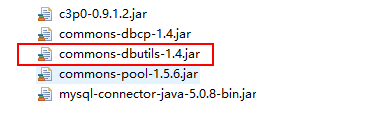 c3p0-0.9.1.2.jar
commons-dbcp-1.4.jar
commons-dbutils-1.4.jar
commons-pool-1.5.6.jar
mysql-connector-java-5.0.8-bin.jar